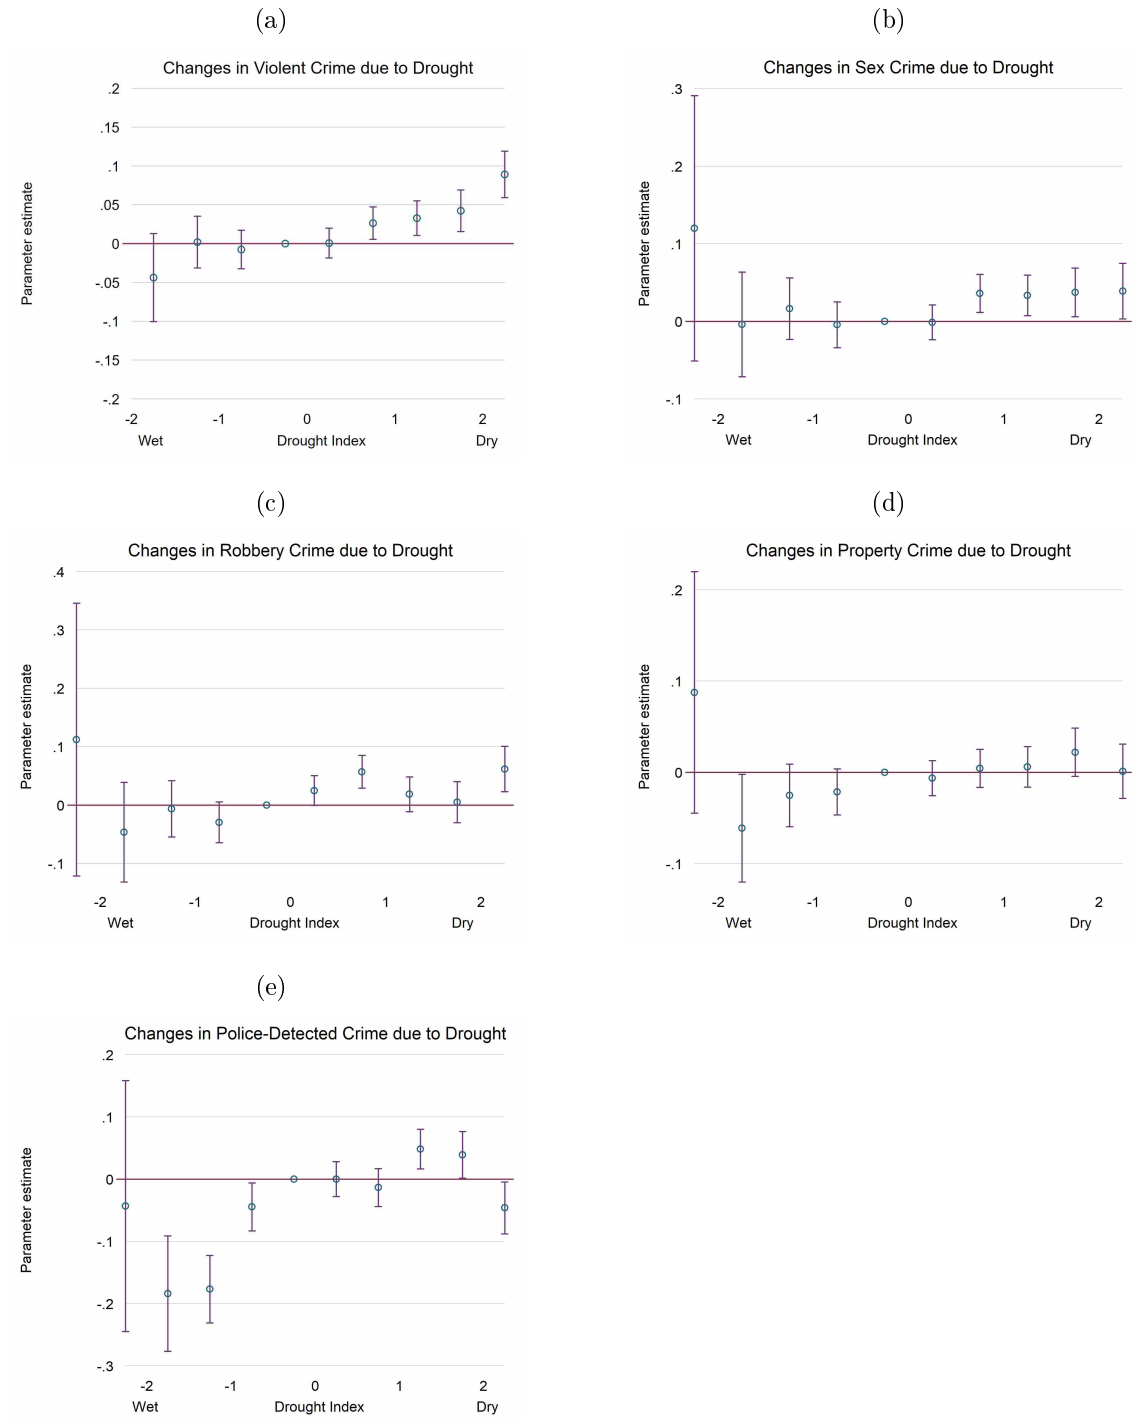 (a)
Changes in Violent Crime due to Drought
.2
.15
.1
.05
0
-.05
-.1
-.15
-.2
Parameter estimate
-2 -1 0 1 2
Wet Drought Index Dry
(b)
Changes in Sex Crime due to Drought
.3
.2
.1
0
-.1
Parameter estimate
-2 -1 0 1 2
Wet Drought Index Dry
(c)
Changes in Robbery Crime due to Drought
.4
.3
.2
.1
0
-.1
Parameter estimate
-2 -1 0 1 2
Wet Drought Index Dry
(d)
Changes in Property Crime due to Drought
.2
.1
0
-.1
Parameter estimate
-2 -1 0 1 2
Wet Drought Index Dry
(e)
Changes in Police-Detected Crime due to Drought
.2
.1
0
-.1
-.2
-.3
Parameter estimate
-2 -1 0 1 2
Wet Drought Index Dry